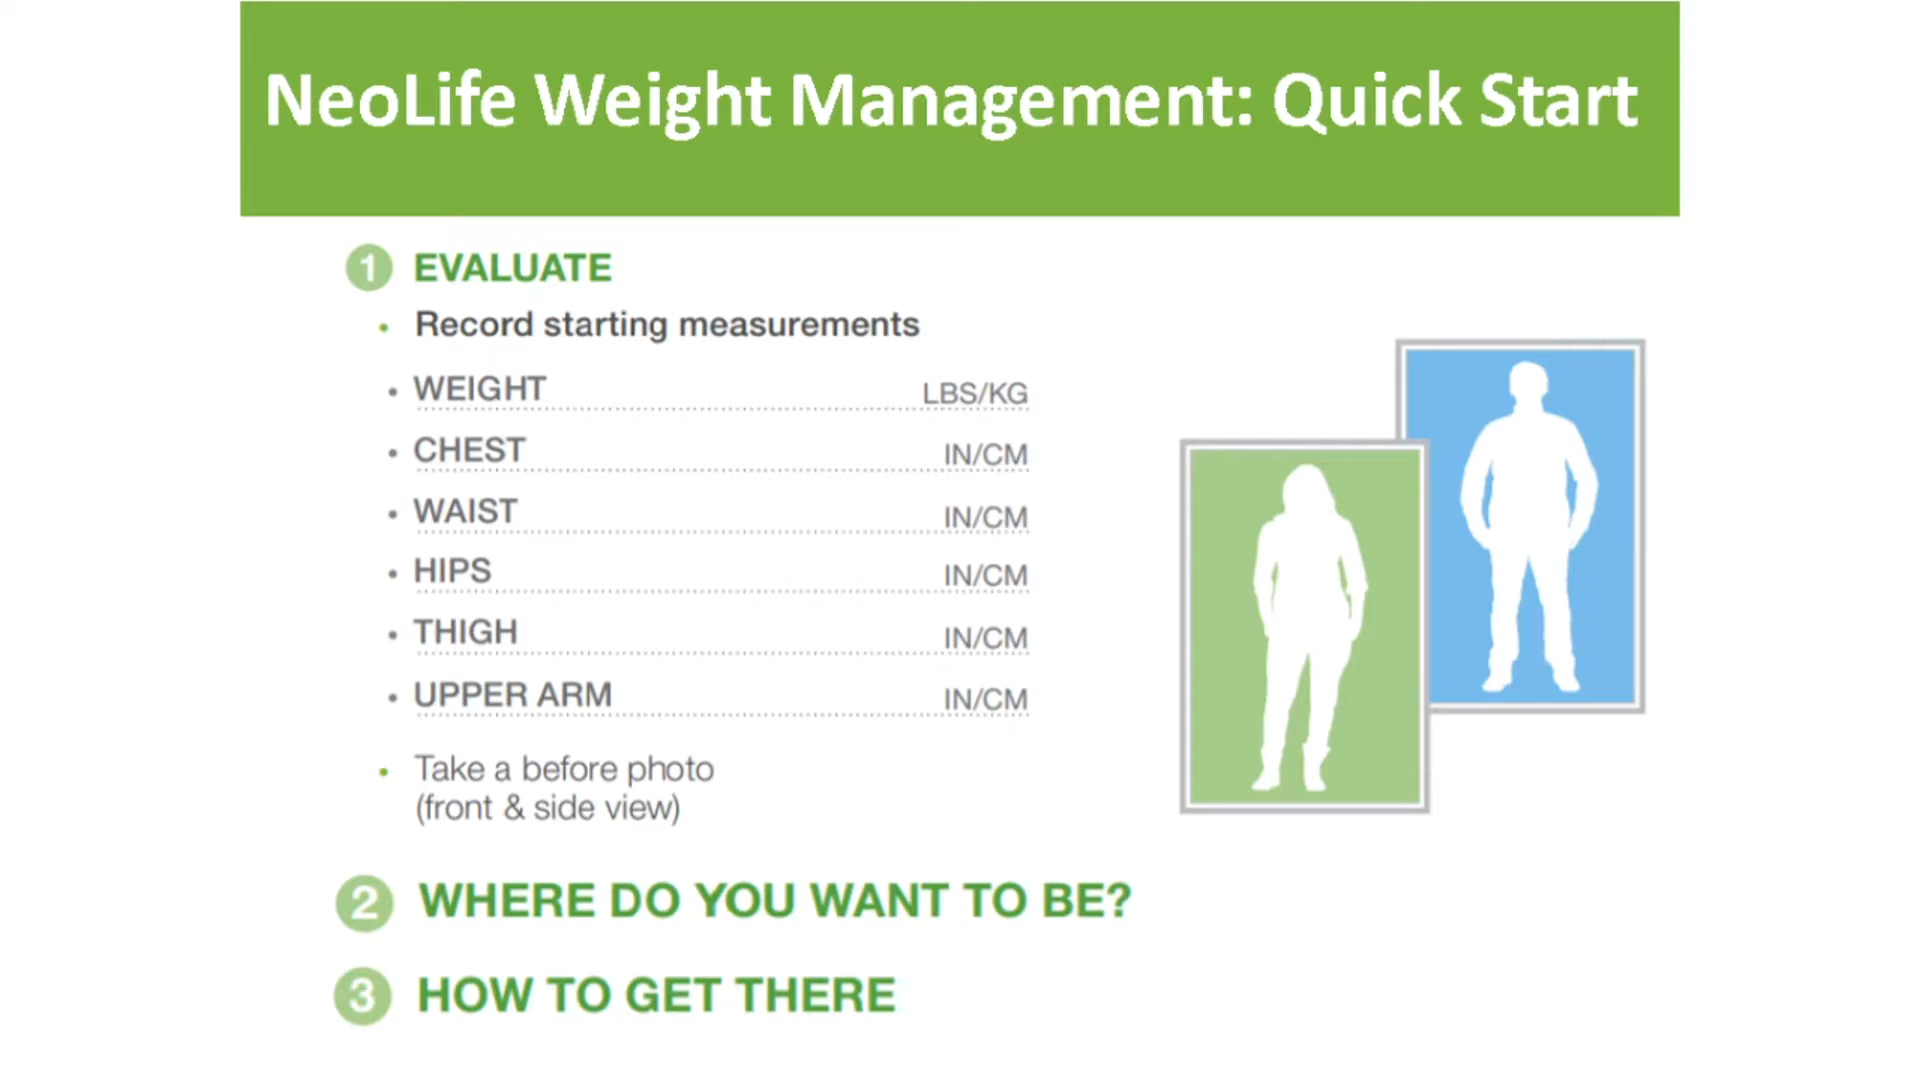 NeoLife Weight Management: Quick Start
1 EVALUATE
• Record starting measurements
• WEIGHT LBS/KG
• CHEST IN/CM
• WAIST IN/CM
• HIPS IN/CM
• THIGH IN/CM
• UPPER ARM IN/CM
• Take a before photo
(front & side view)
2 WHERE DO YOU WANT TO BE?
3 HOW TO GET THERE